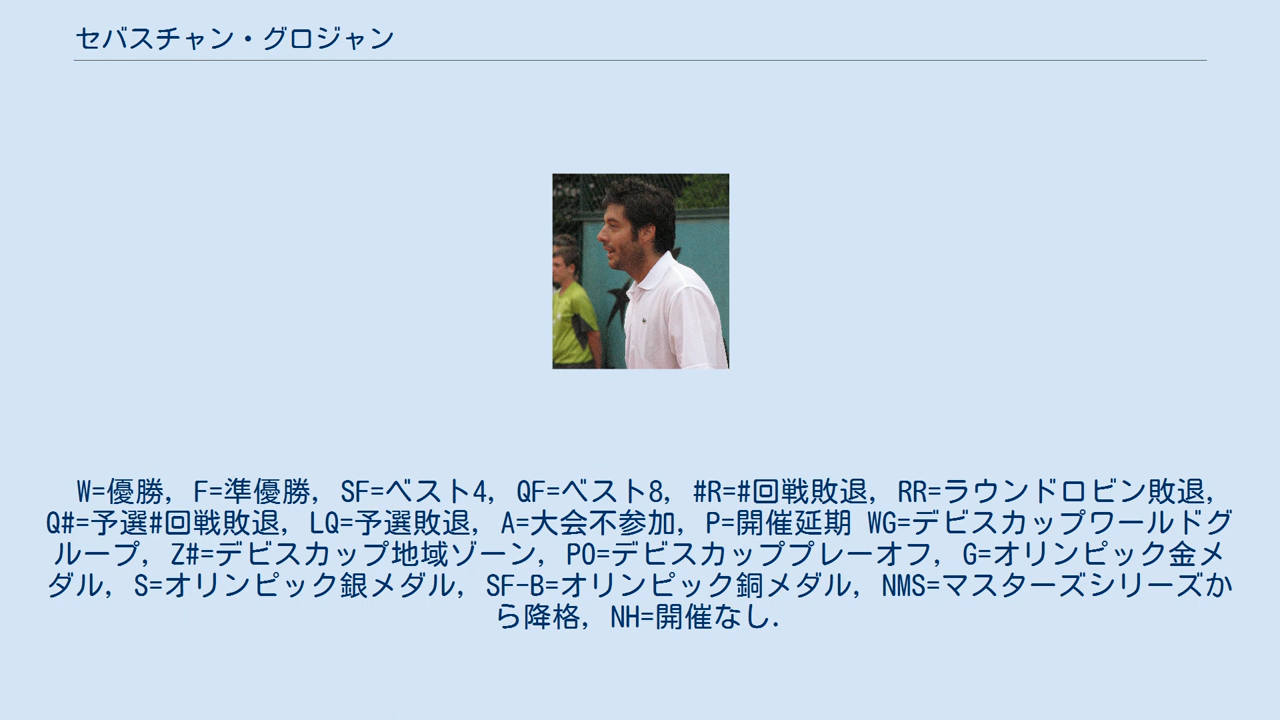 セバスチャン・グロジャン
W=優勝, F=準優勝, SF=ベスト4, QF=ベスト8, #R=#回戦敗退, RR=ラウンドロビン敗退,
Q#=予選#回戦敗退, LQ=予選敗退, A=大会不参加, P=開催延期 WG=デビスカップワールドグ
ループ, Z#=デビスカップ地域ゾーン, PO=デビスカッププレーオフ, G=オリンピック金メ
ダル, S=オリンピック銀メダル, SF-B=オリンピック銅メダル, NMS=マスターズシリーズか
ら降格, NH=開催なし.